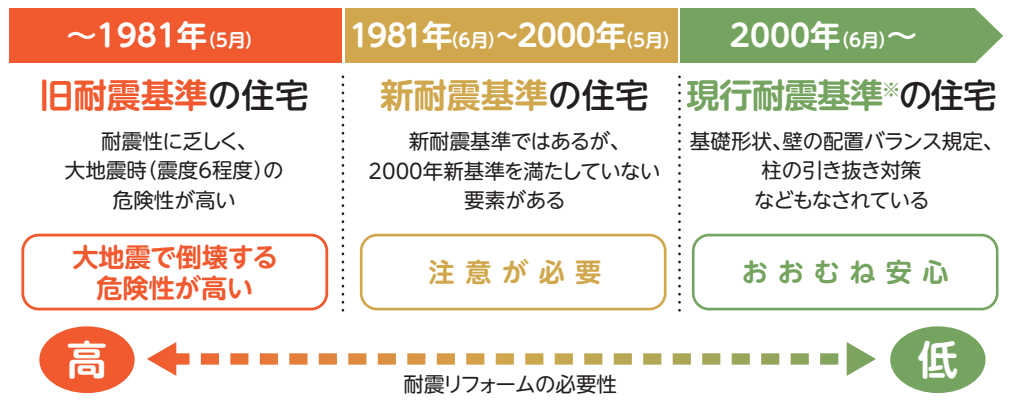 ～1981年(5月)
旧耐震基準の住宅
耐震性に乏しく、
大地震時(震度6程度)の
危険性が高い
大地震で倒壊する
危険性が高い
1981年(6月)～2000年(5月)
新耐震基準の住宅
新耐震基準ではあるが、
2000年新基準を満たしていない
要素がある
注意が必要
2000年(6月)～
現行耐震基準※の住宅
基礎形状、壁の配置バランス規定、
柱の引き抜き対策
などもなされている
おおむね安心
高
低
耐震リフォームの必要性